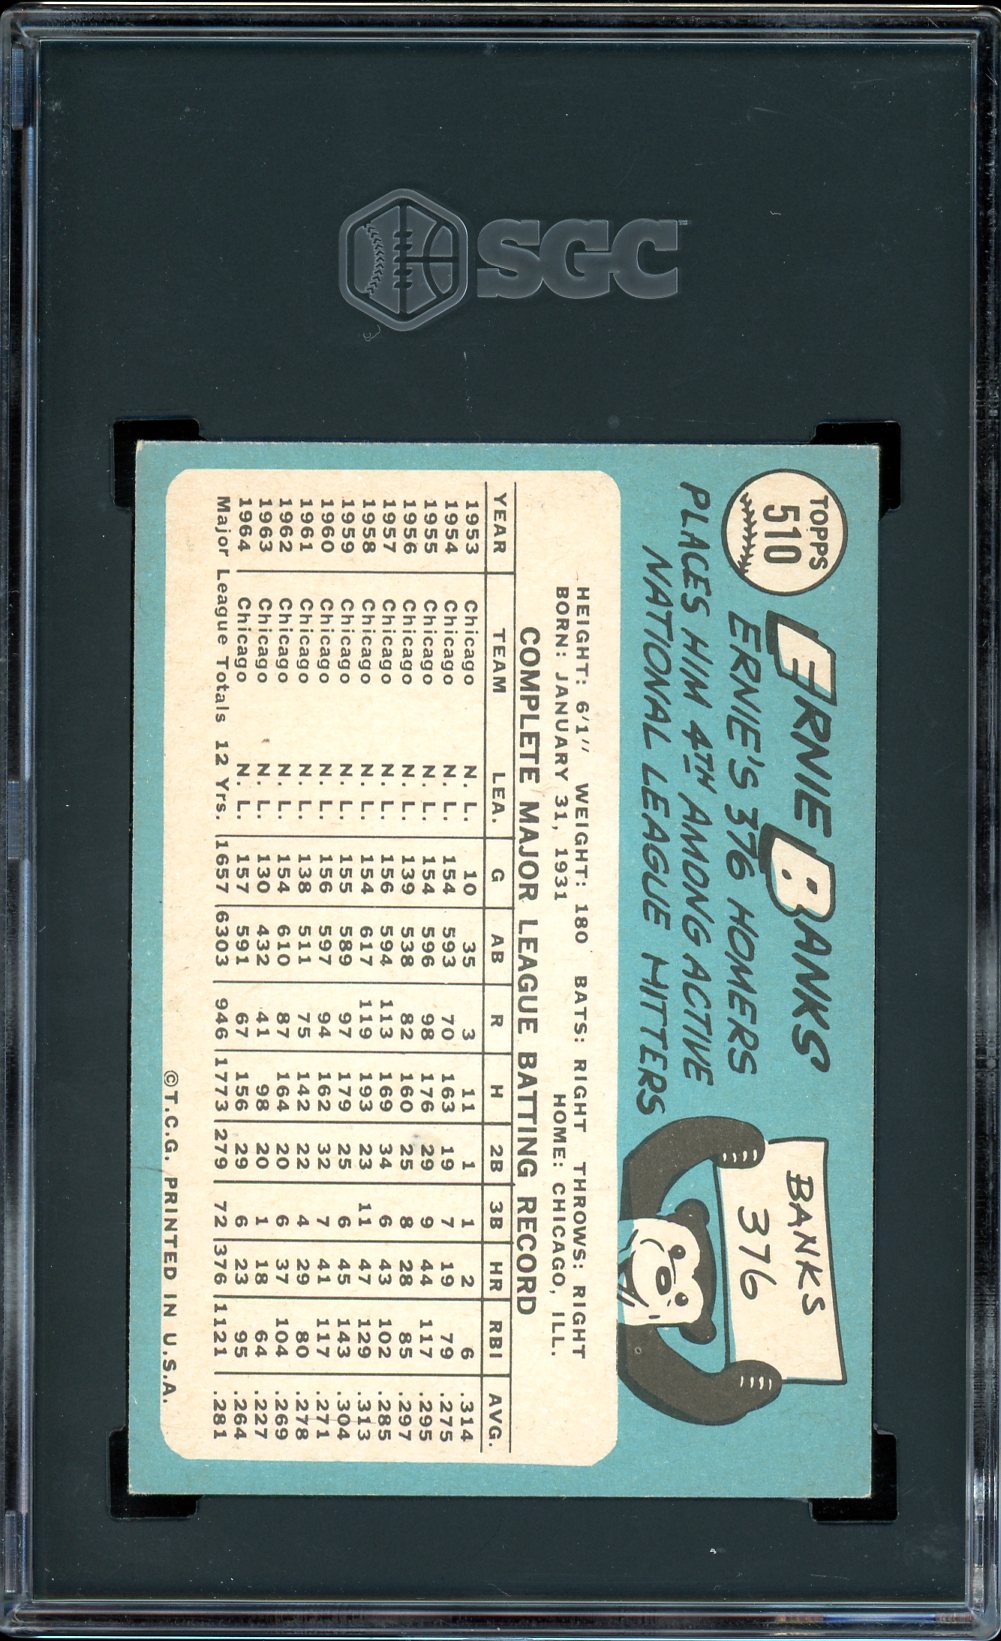 SGC™
TOPPS
510
ERNIE BANKS
ERNIE'S 376 HOMERS
PLACES HIM 4TH AMONG ACTIVE
NATIONAL LEAGUE HITTERS
BANKS
376
HEIGHT: 6'1" WEIGHT: 180 BATS: RIGHT THROWS: RIGHT
BORN: JANUARY 31, 1931 HOME: CHICAGO, ILL.
COMPLETE MAJOR LEAGUE BATTING RECORD
YEAR TEAM LEA. G AB R H 2B 3B HR RBI AVG.
1953 Chicago N. L. 10 35 3 11 1 1 2 6 .314
1954 Chicago N. L. 154 593 70 163 19 7 19 79 .275
1955 Chicago N. L. 154 596 98 176 29 9 44 117 .295
1956 Chicago N. L. 139 538 82 160 25 8 28 85 .297
1957 Chicago N. L. 156 594 113 169 34 6 43 102 .285
1958 Chicago N. L. 154 617 119 193 23 11 47 129 .313
1959 Chicago N. L. 155 589 97 179 25 6 45 143 .304
1960 Chicago N. L. 156 597 94 162 32 7 41 117 .271
1961 Chicago N. L. 138 511 75 142 22 4 29 80 .278
1962 Chicago N. L. 154 610 87 164 20 6 37 104 .269
1963 Chicago N. L. 130 432 41 98 20 1 18 64 .227
1964 Chicago N. L. 157 591 67 156 29 6 23 95 .264
Major League Totals 12 Yrs. 1657 6303 946 1773 279 72 376 1121 .281
©T.C.G. PRINTED IN U.S.A.